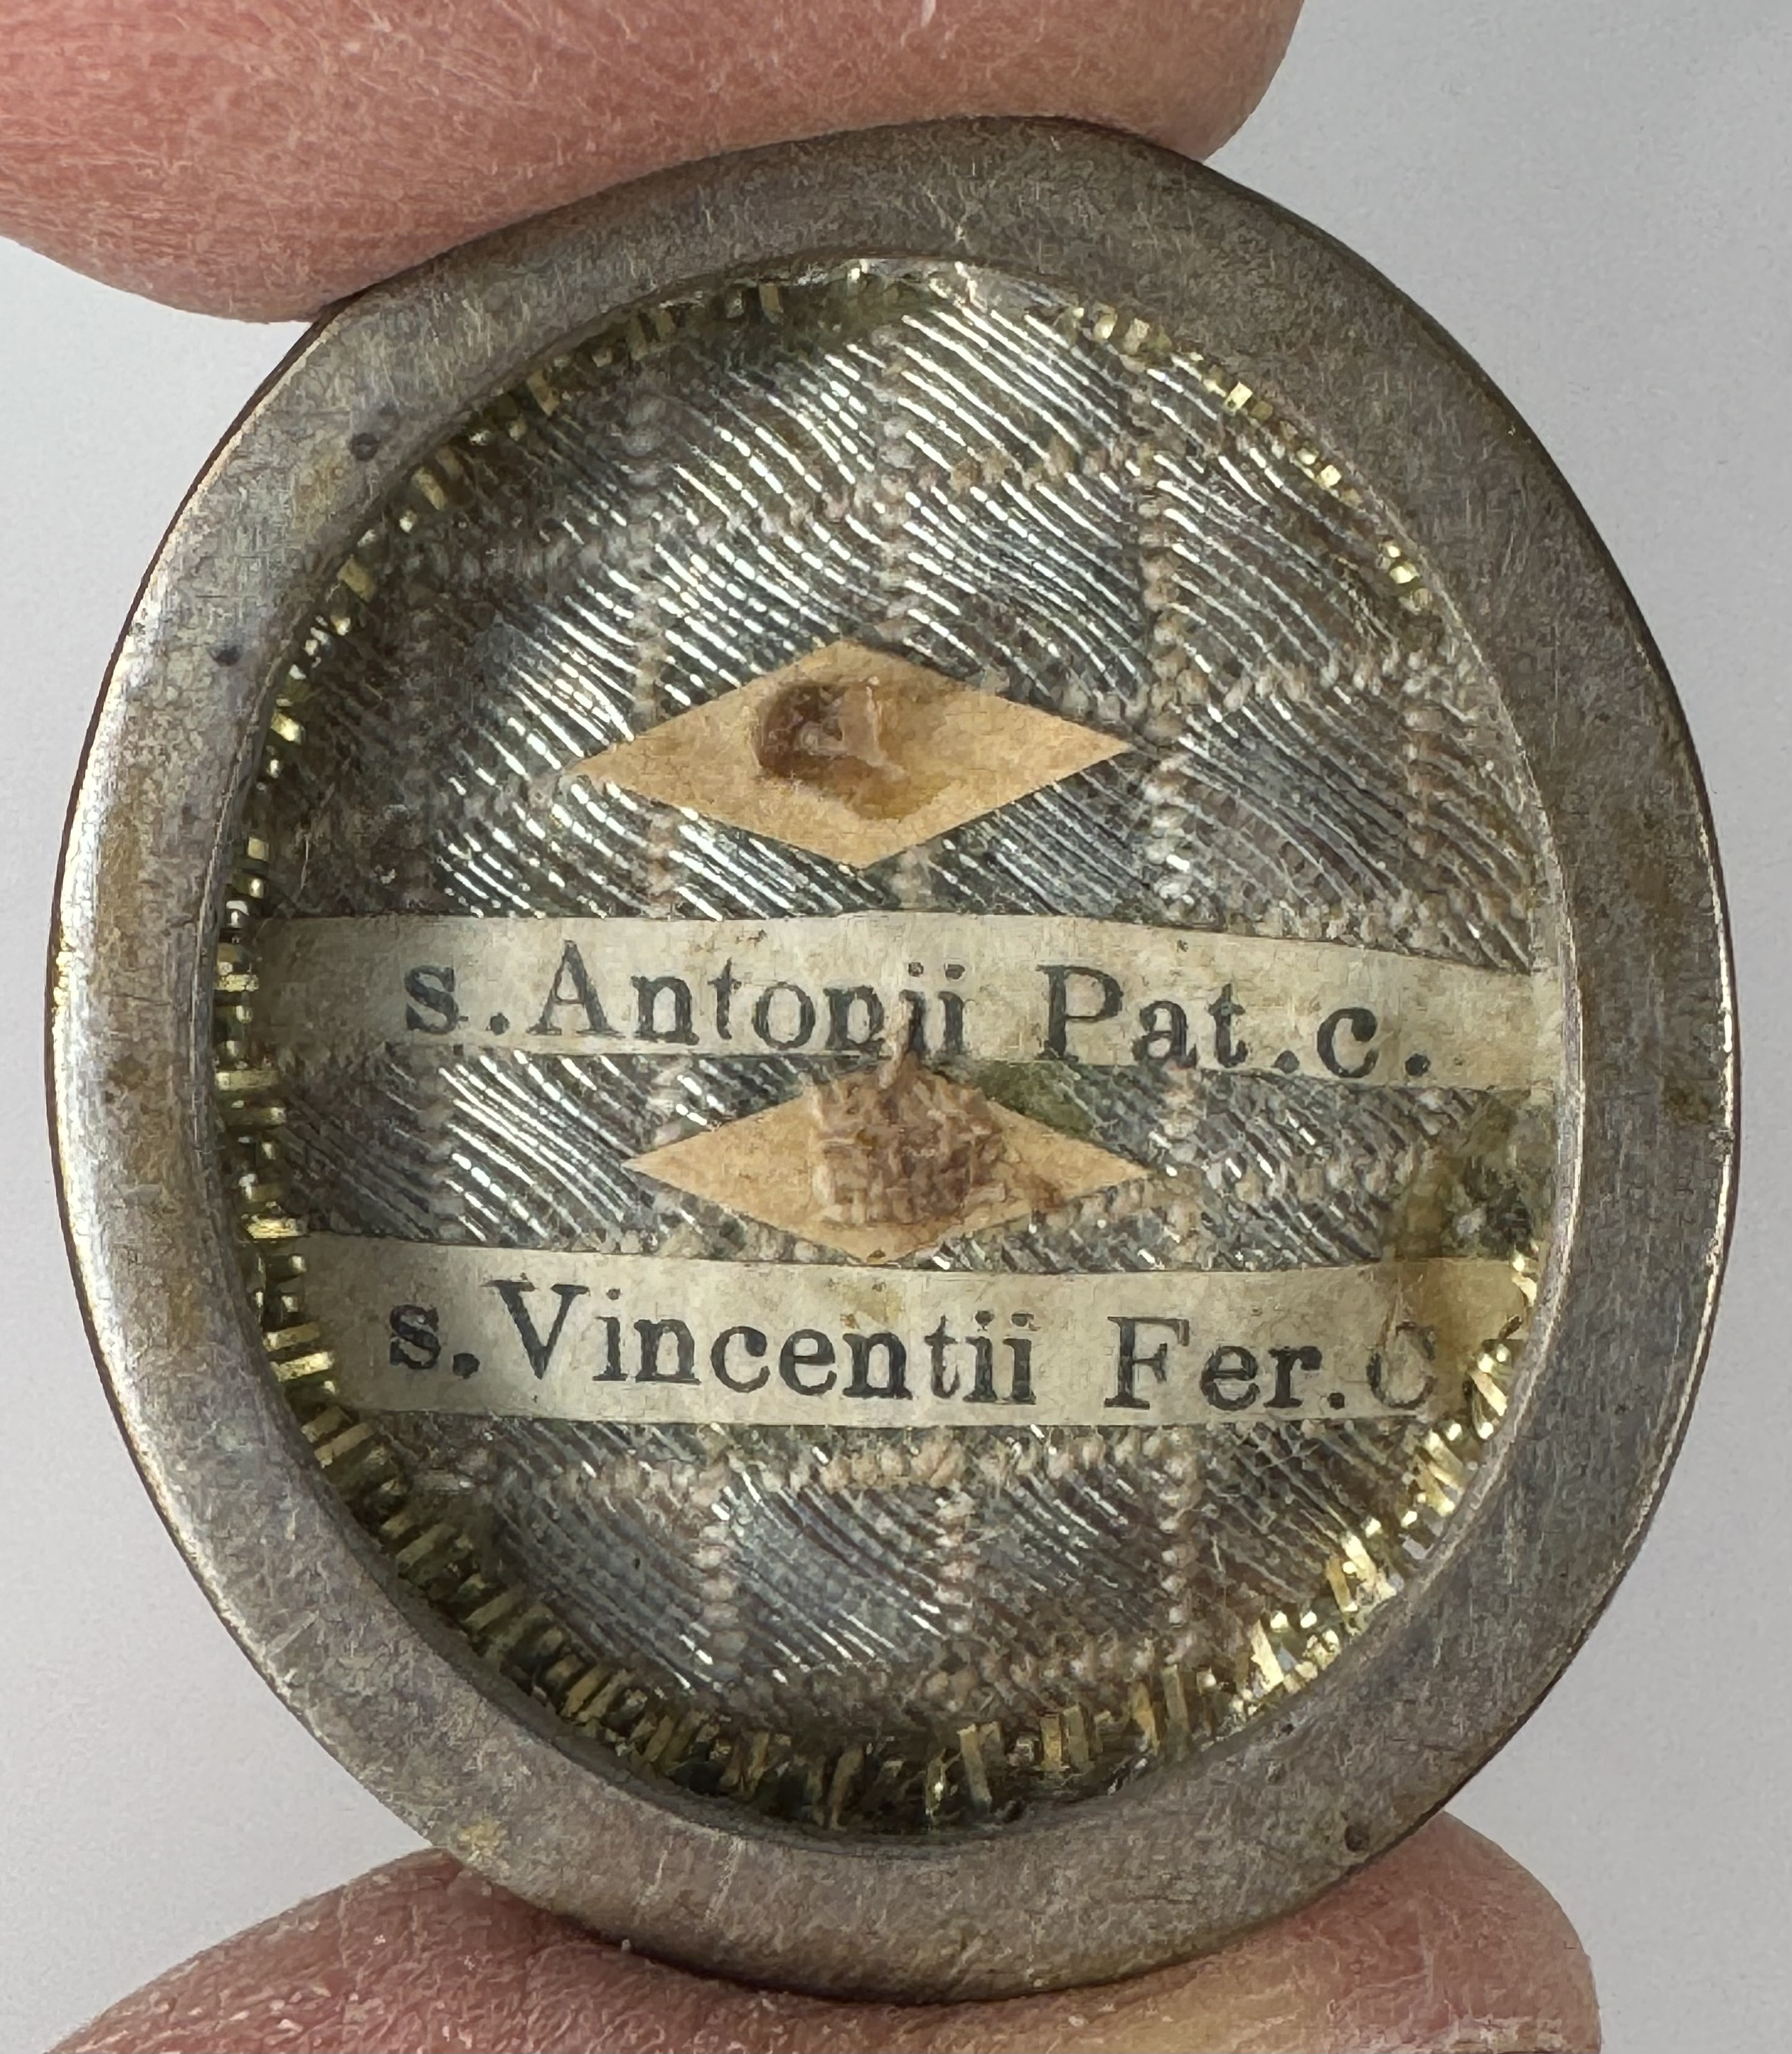 s. Antonii Pat. c.
s. Vincentii Fer. C